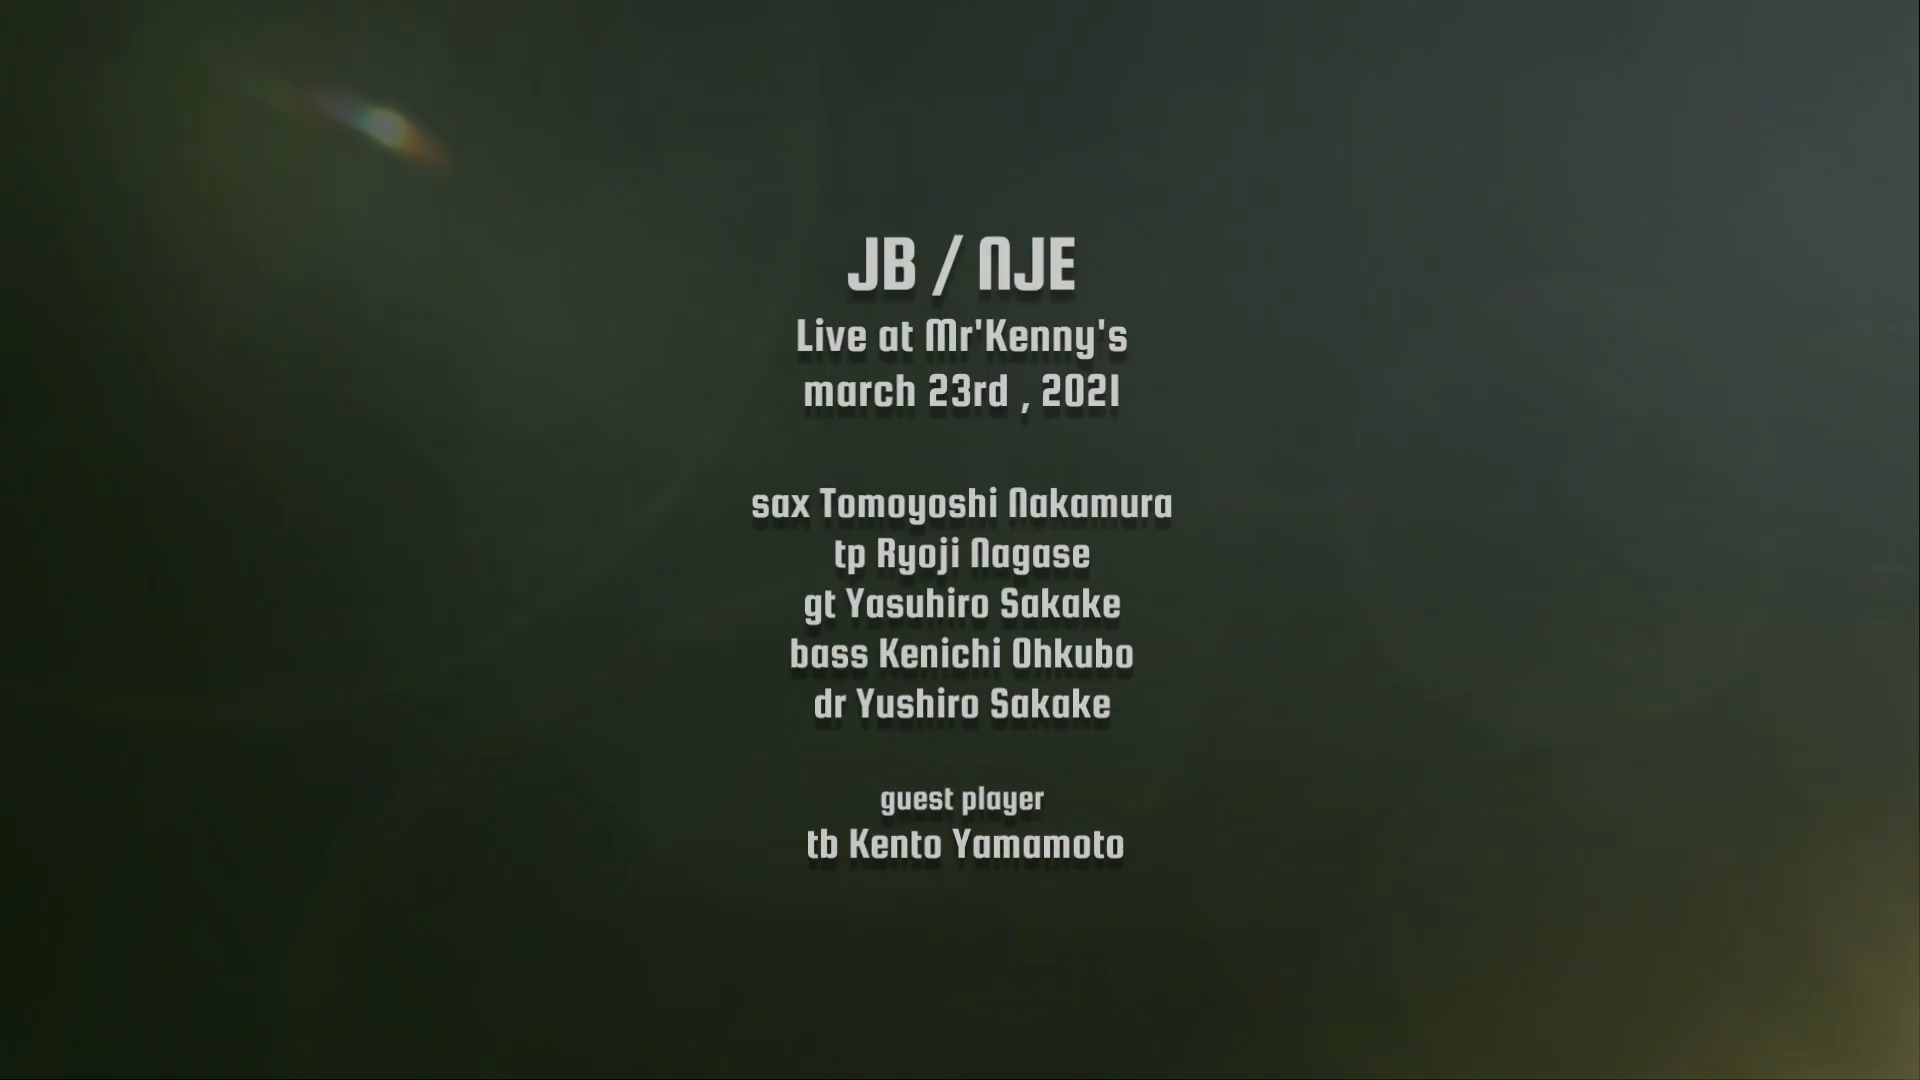 JB / NJE
Live at Mr'Kenny's
march 23rd , 2021
sax Tomoyoshi Nakamura
tp Ryoji Nagase
gt Yasuhiro Sakake
bass Kenichi Ohkubo
dr Yushiro Sakake
guest player
tb Kento Yamamoto